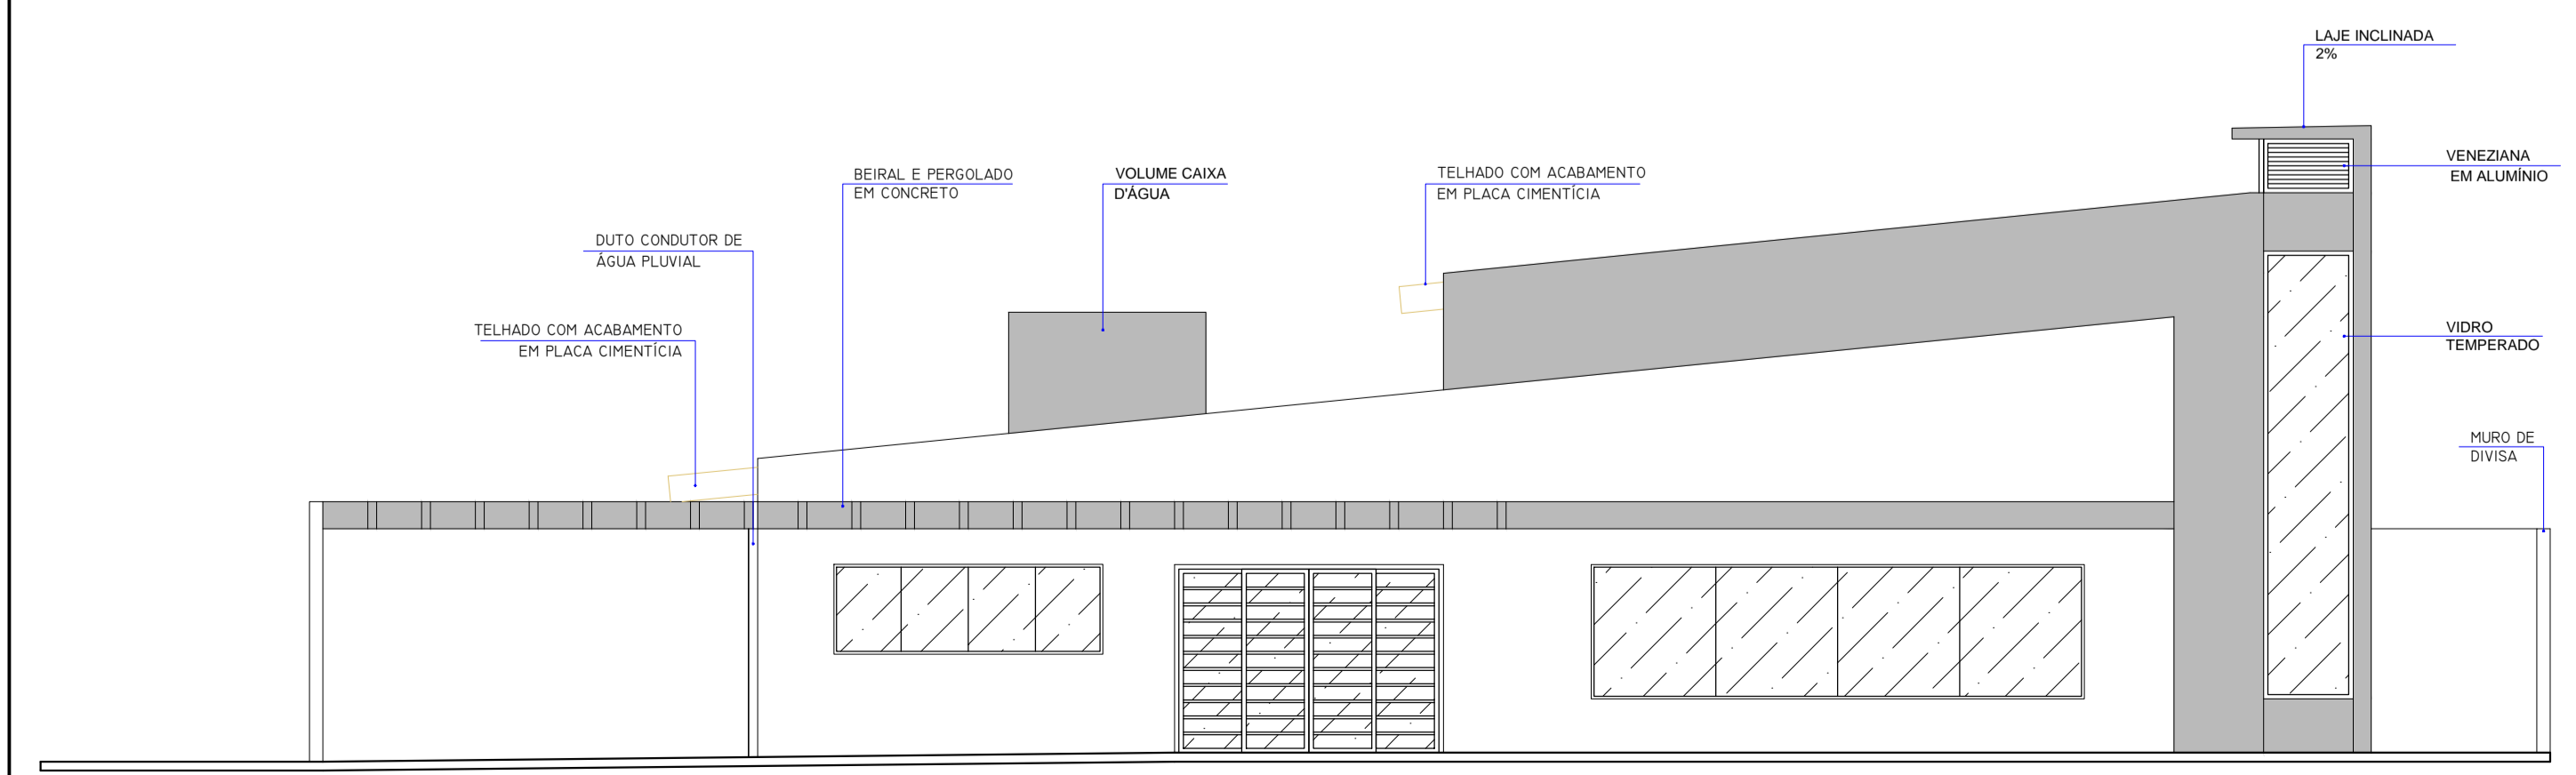 LAJE INCLINADA
2%
VENEZIANA
EM ALUMÍNIO
BEIRAL E PERGOLADO
EM CONCRETO
VOLUME CAIXA
D'ÁGUA
TELHADO COM ACABAMENTO
EM PLACA CIMENTÍCIA
DUTO CONDUTOR DE
ÁGUA PLUVIAL
TELHADO COM ACABAMENTO
EM PLACA CIMENTÍCIA
VIDRO
TEMPERADO
MURO DE
DIVISA